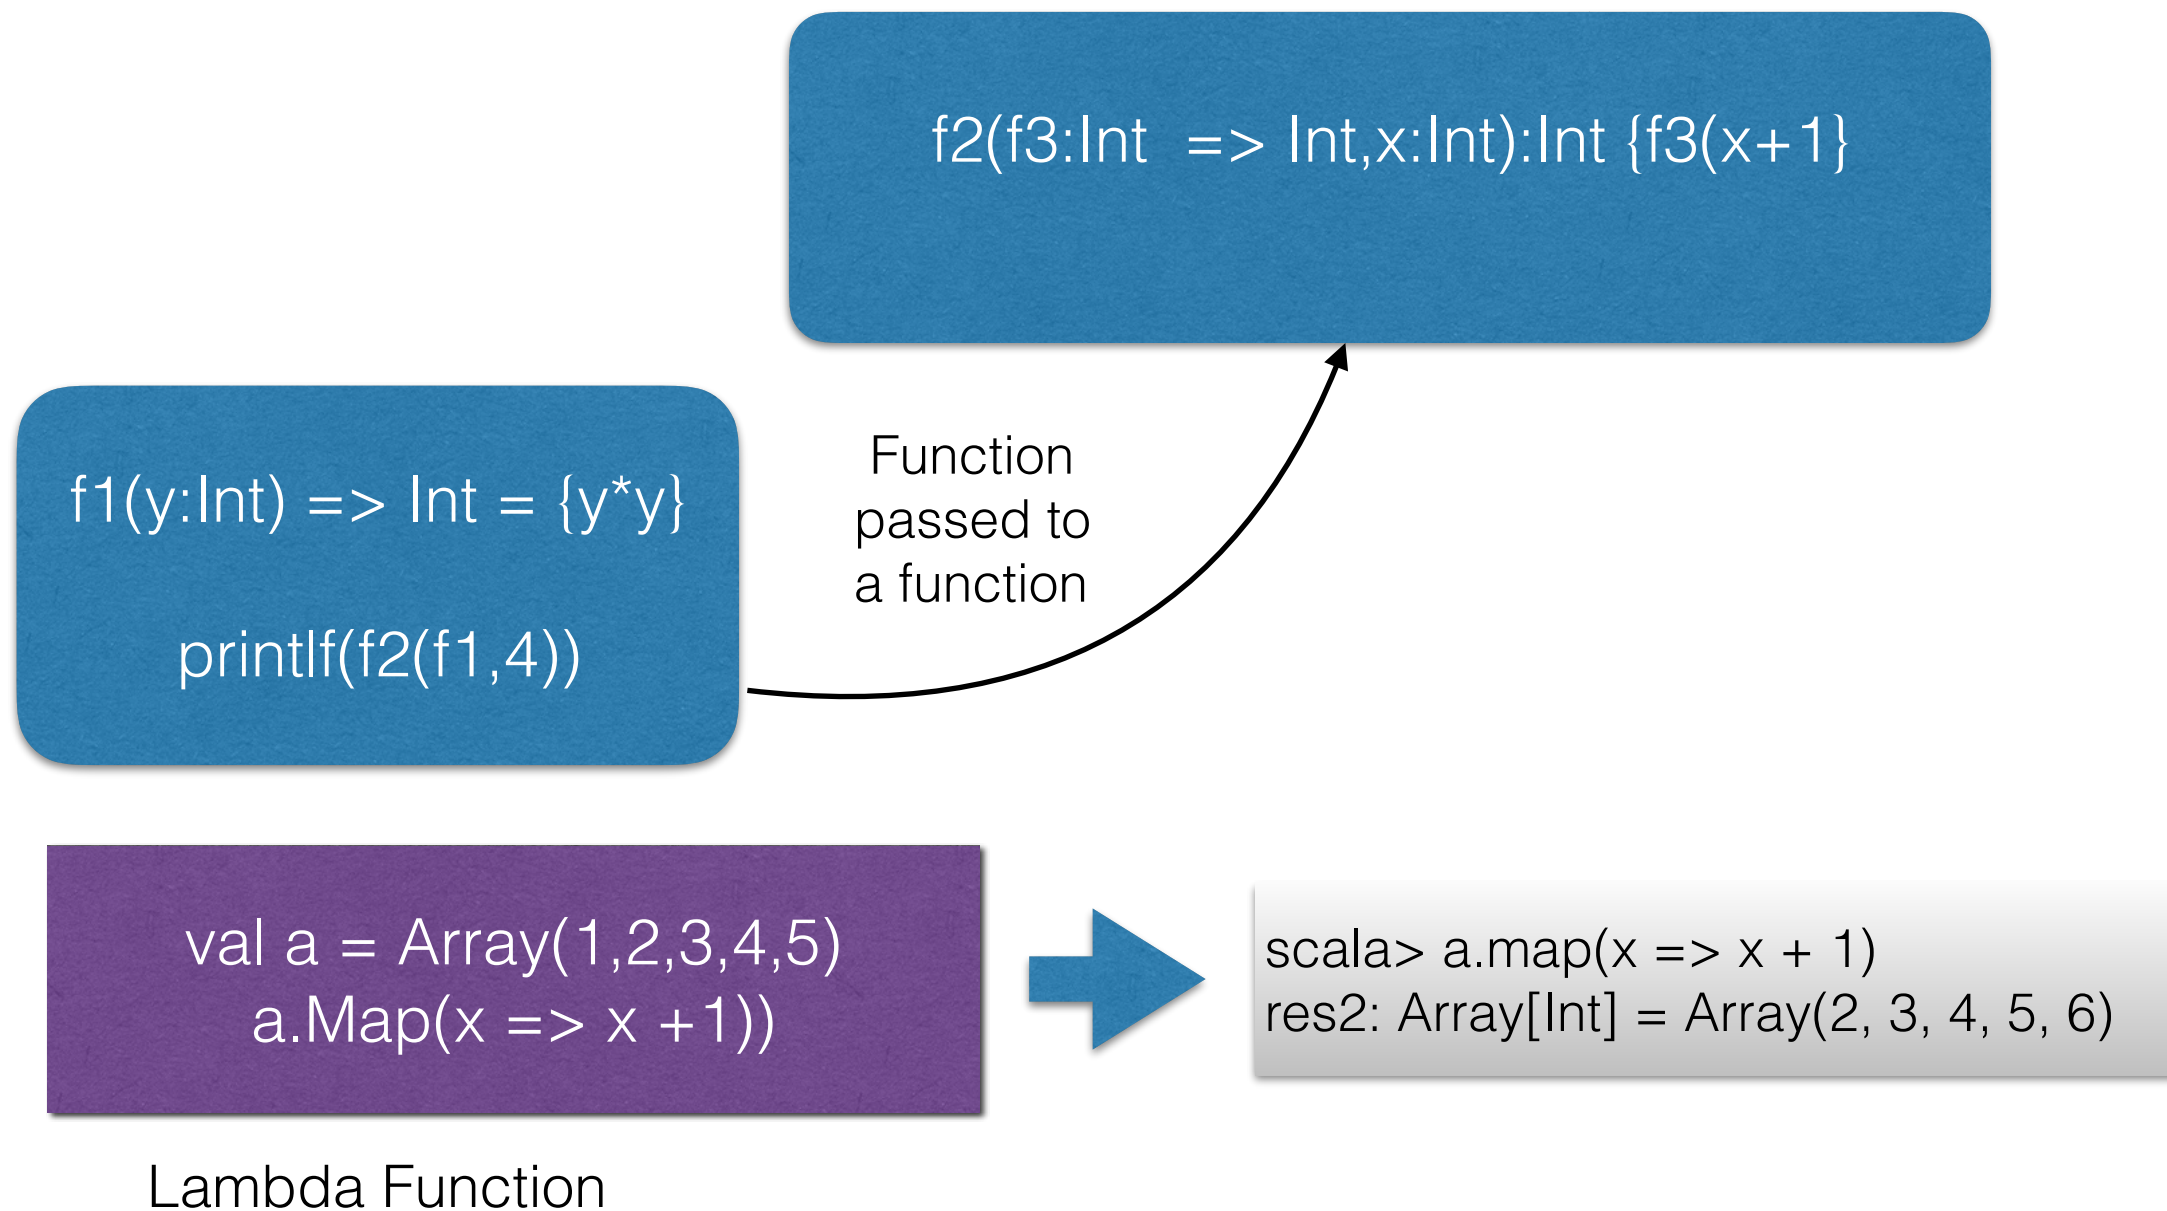 f2(f3:Int => Int,x:Int):Int {f3(x+1}
f1(y:Int) => Int = {y*y}
printlf(f2(f1,4))
Function
passed to
a function
val a = Array(1,2,3,4,5)
a.Map(x => x +1))
scala> a.map(x => x + 1)
res2: Array[Int] = Array(2, 3, 4, 5, 6)
Lambda Function